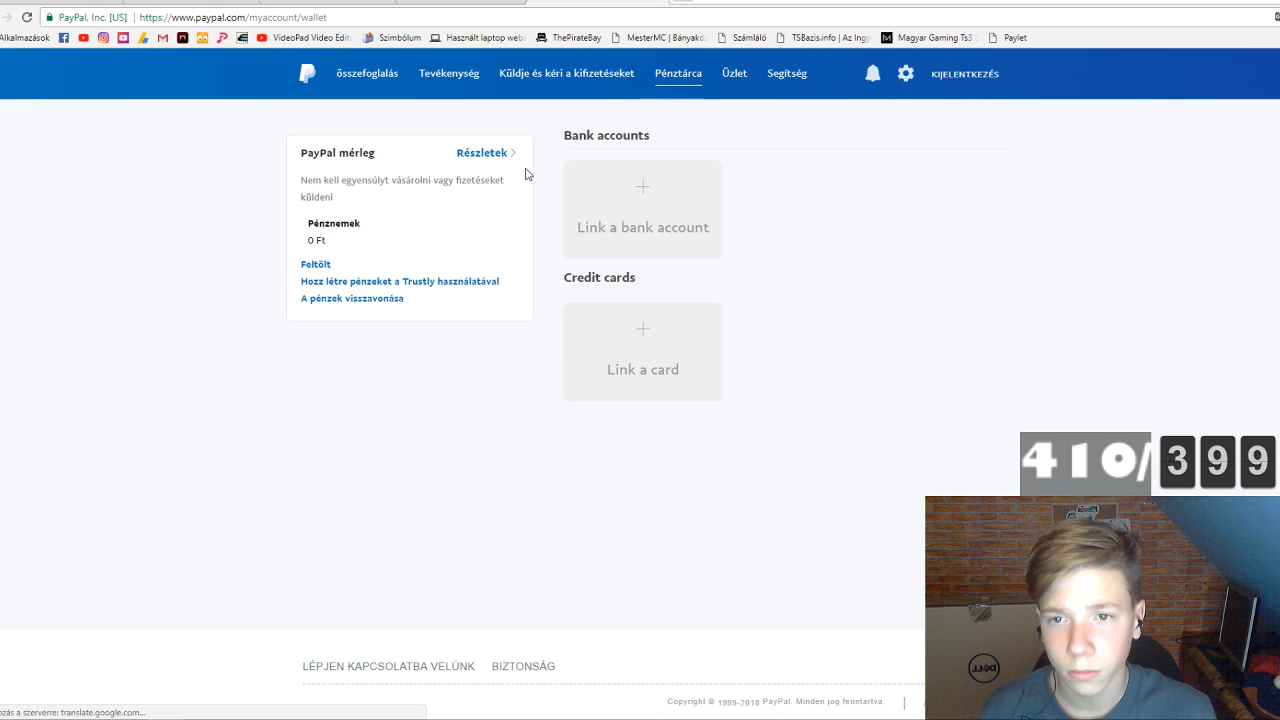 PayPal, Inc. [US] https://www.paypal.com/myaccount/wallet
Alkalmazások VideoPad Video Edit Szimbólum Használt laptop web ThePirateBay MesterMC | Bányakö Számláló TSBazis.info | Az Ingy Magyar Gaming Ts3 S Paylet
összefoglalás Tevékenység Küldje és kéri a kifizetéseket Pénztárca Üzlet Segítség KIJELENTKEZÉS
Bank accounts
PayPal mérleg Részletek
Nem kell egyensúlyt vásárolni vagy fizetéseket
küldeni
Pénznemek
0 Ft
Feltölt
Hozz létre pénzeket a Trustly használatával
A pénzek visszavonása
Link a bank account
Credit cards
Link a card
410/399
DELL
LÉPJEN KAPCSOLATBA VELÜNK BIZTONSÁG
Copyright © 1999-2018 PayPal. Minden jog fenntartva.
ozás a szerverre: translate.google.com...